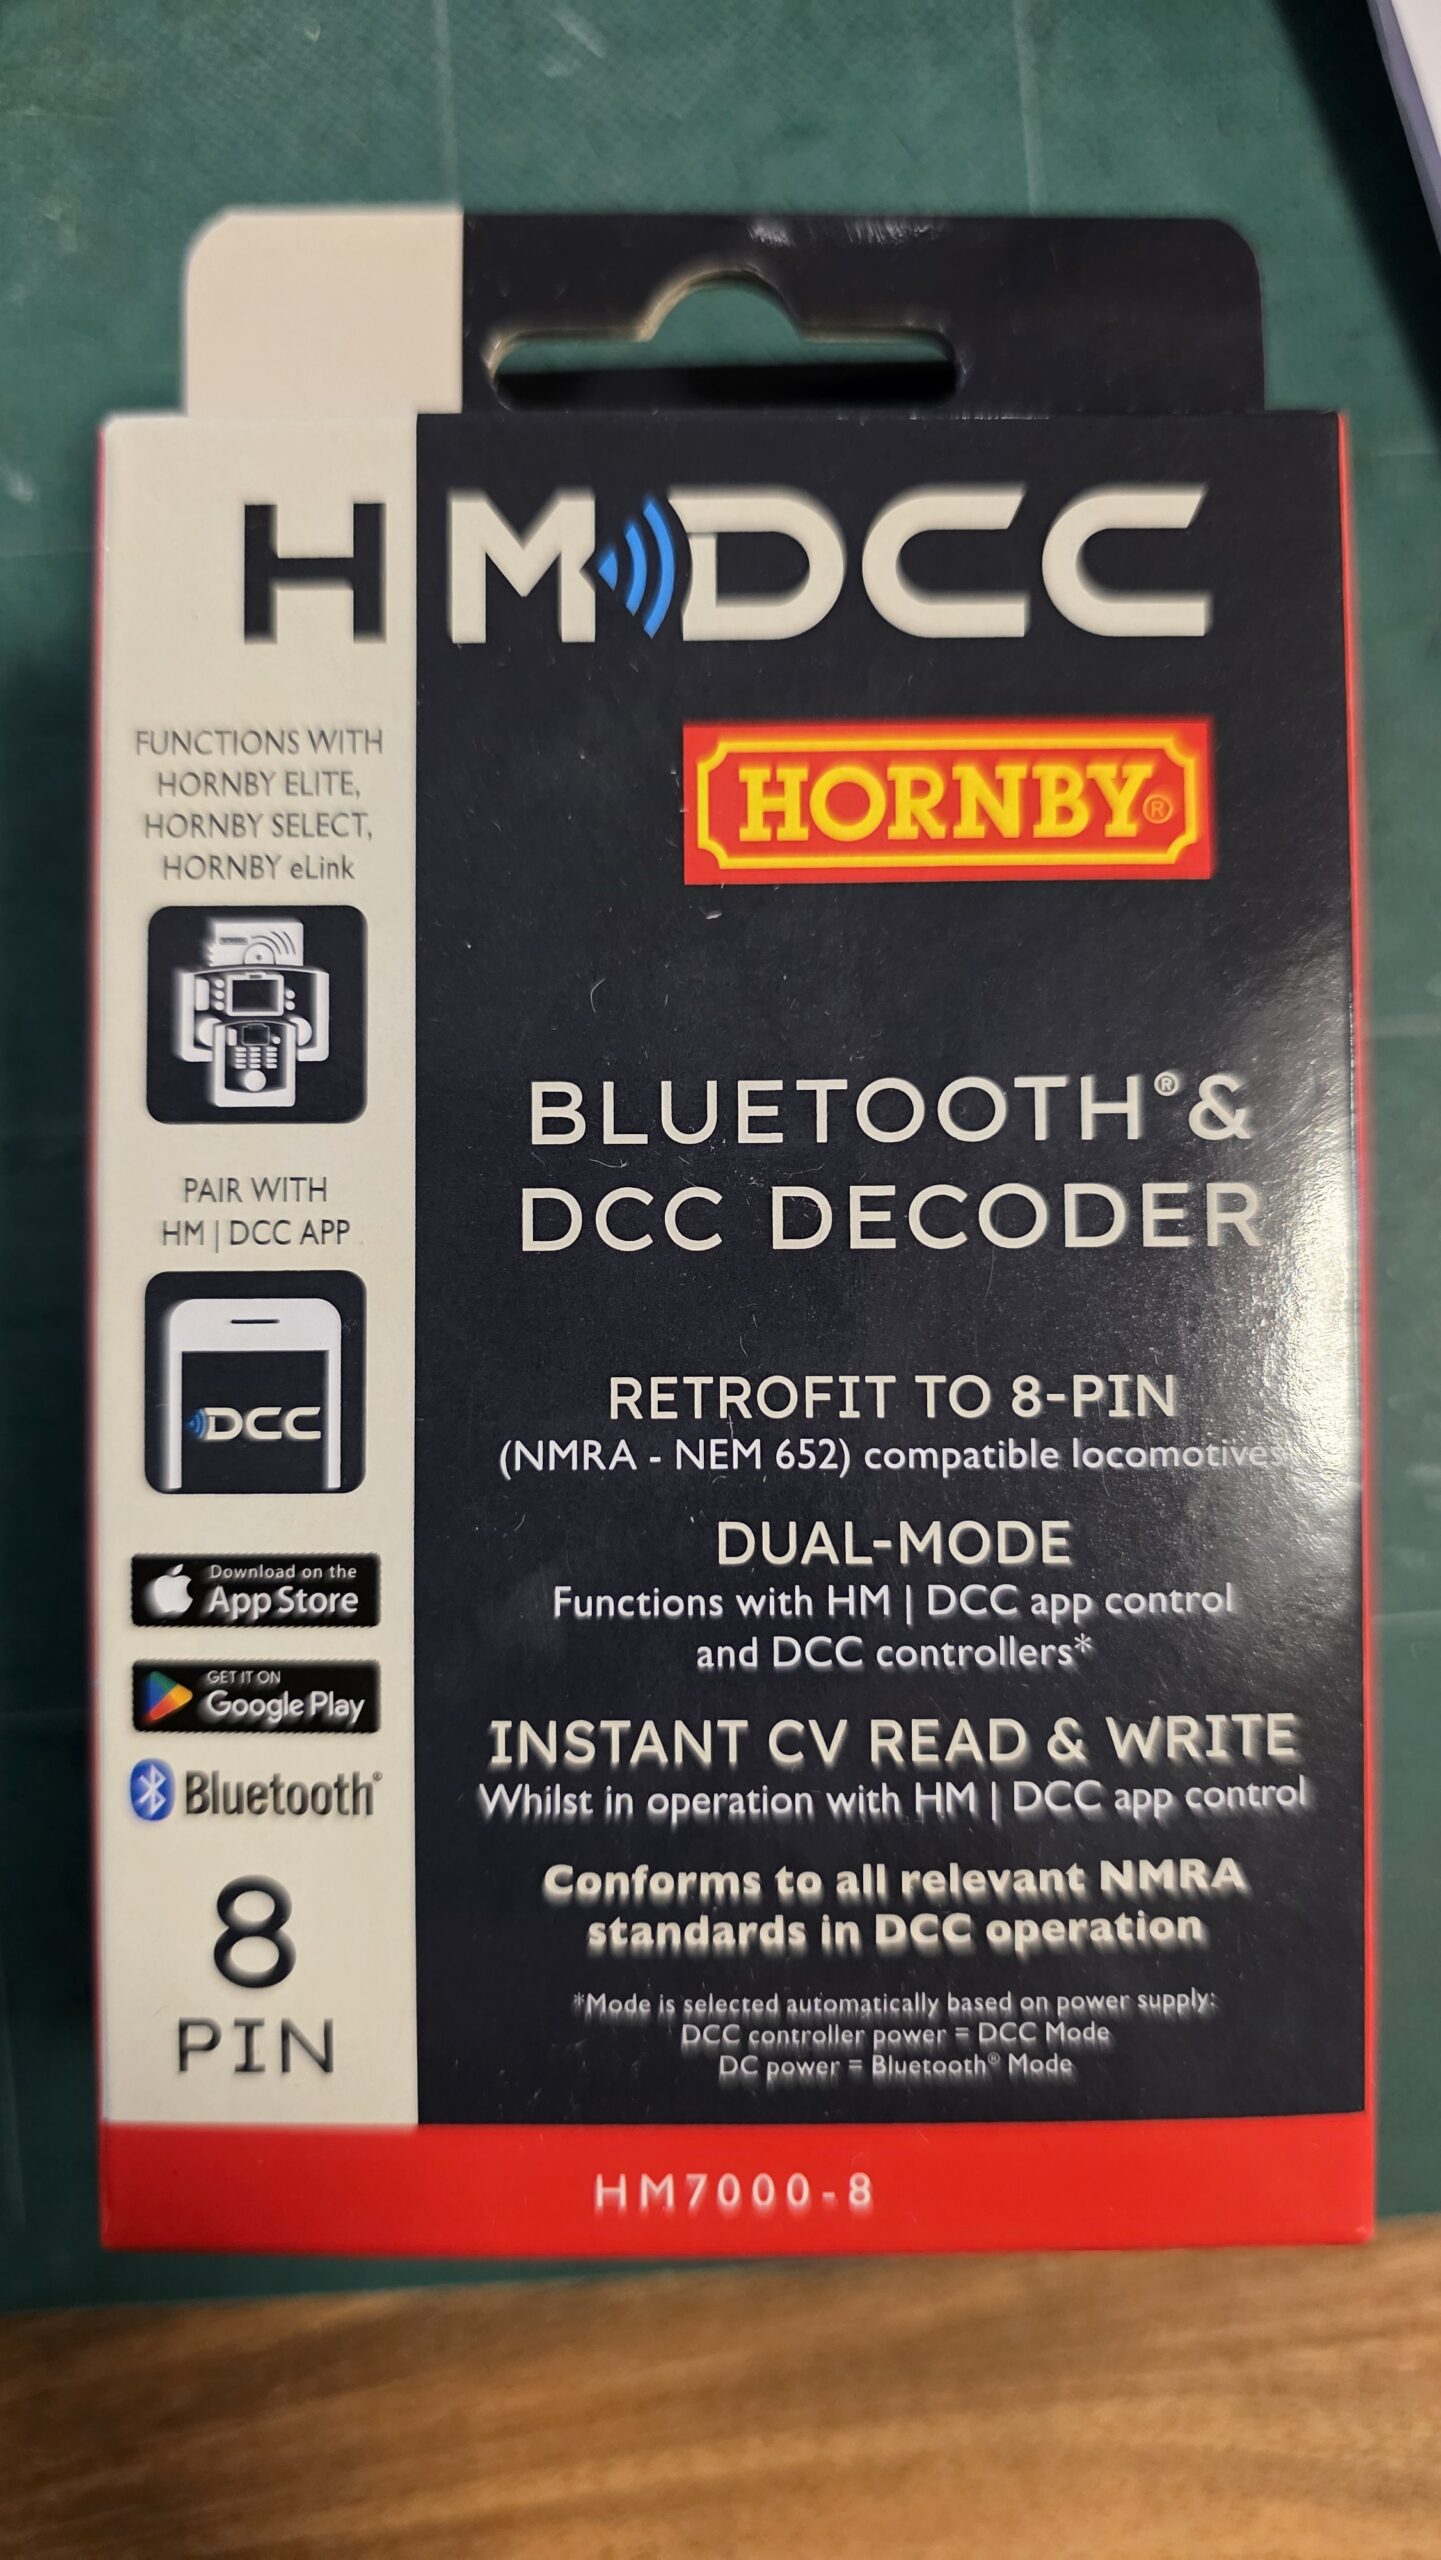 HM DCC
HORNBY®
FUNCTIONS WITH
HORNBY ELITE,
HORNBY SELECT,
HORNBY eLink
PAIR WITH
HM | DCC APP
DCC
Download on the
App Store
GET IT ON
Google Play
Bluetooth®
8
PIN
BLUETOOTH® &
DCC DECODER
RETROFIT TO 8-PIN
(NMRA - NEM 652) compatible locomotives
DUAL-MODE
Functions with HM | DCC app control
and DCC controllers*
INSTANT CV READ & WRITE
Whilst in operation with HM | DCC app control
Conforms to all relevant NMRA
standards in DCC operation
*Mode is selected automatically based on power supply:
DCC controller power = DCC Mode
DC power = Bluetooth® Mode
HM7000-8